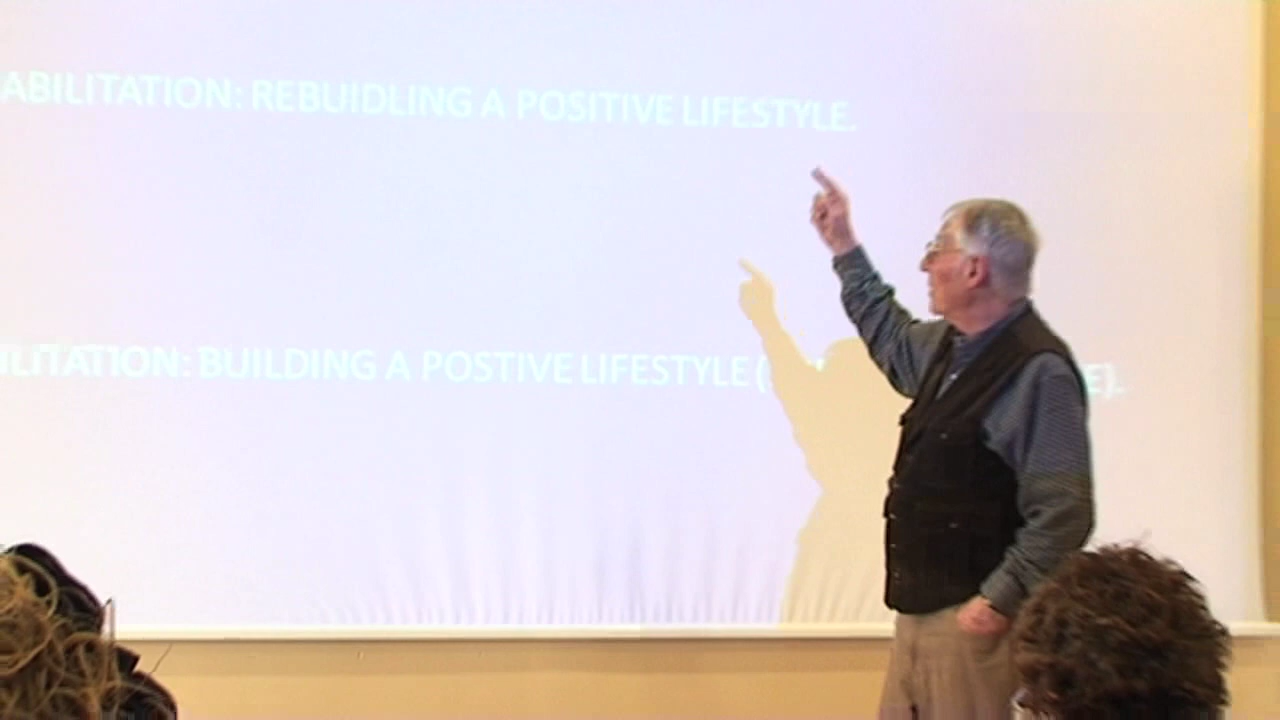 ABILITATION: REBUIDLING A POSITIVE LIFESTYLE.
ILITATION: BUILDING A POSTIVE LIFESTYLE ( E).